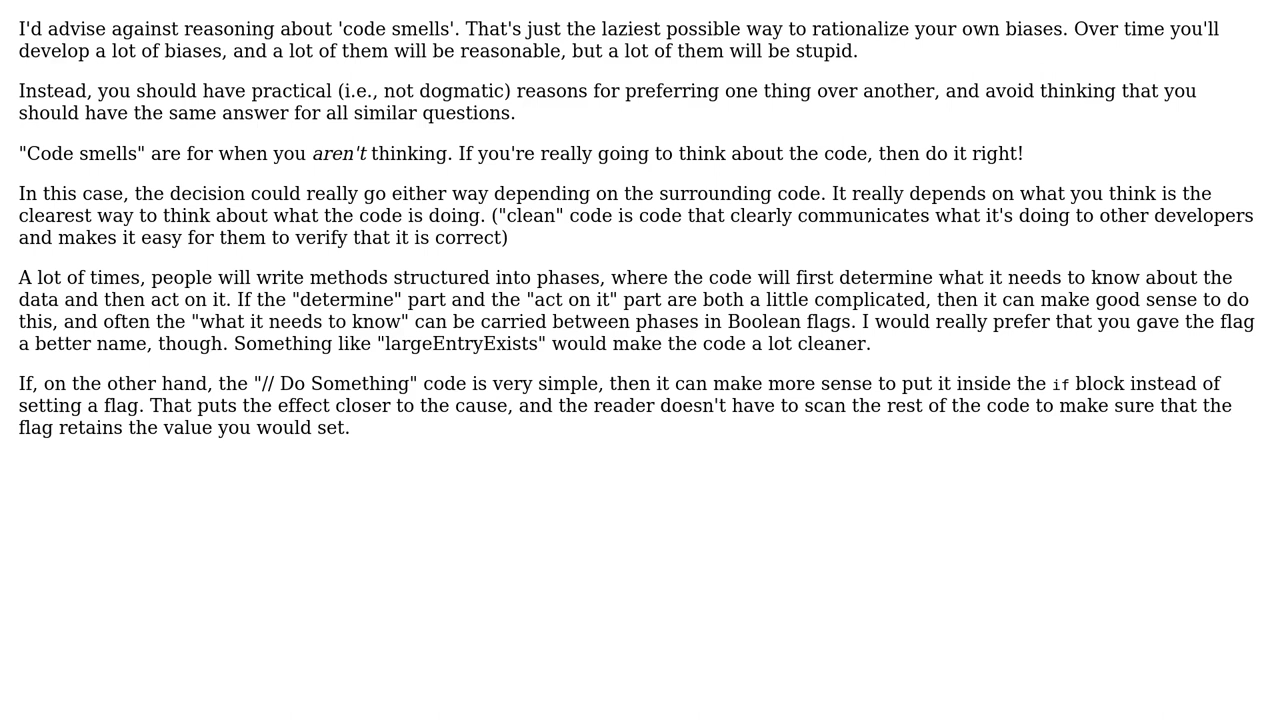 I'd advise against reasoning about 'code smells'. That's just the laziest possible way to rationalize your own biases. Over time you'll
develop a lot of biases, and a lot of them will be reasonable, but a lot of them will be stupid.
Instead, you should have practical (i.e., not dogmatic) reasons for preferring one thing over another, and avoid thinking that you
should have the same answer for all similar questions.
"Code smells" are for when you aren't thinking. If you're really going to think about the code, then do it right!
In this case, the decision could really go either way depending on the surrounding code. It really depends on what you think is the
clearest way to think about what the code is doing. ("clean" code is code that clearly communicates what it's doing to other developers
and makes it easy for them to verify that it is correct)
A lot of times, people will write methods structured into phases, where the code will first determine what it needs to know about the
data and then act on it. If the "determine" part and the "act on it" part are both a little complicated, then it can make good sense to do
this, and often the "what it needs to know" can be carried between phases in Boolean flags. I would really prefer that you gave the flag
a better name, though. Something like "largeEntryExists" would make the code a lot cleaner.
If, on the other hand, the "// Do Something" code is very simple, then it can make more sense to put it inside the if block instead of
setting a flag. That puts the effect closer to the cause, and the reader doesn't have to scan the rest of the code to make sure that the
flag retains the value you would set.